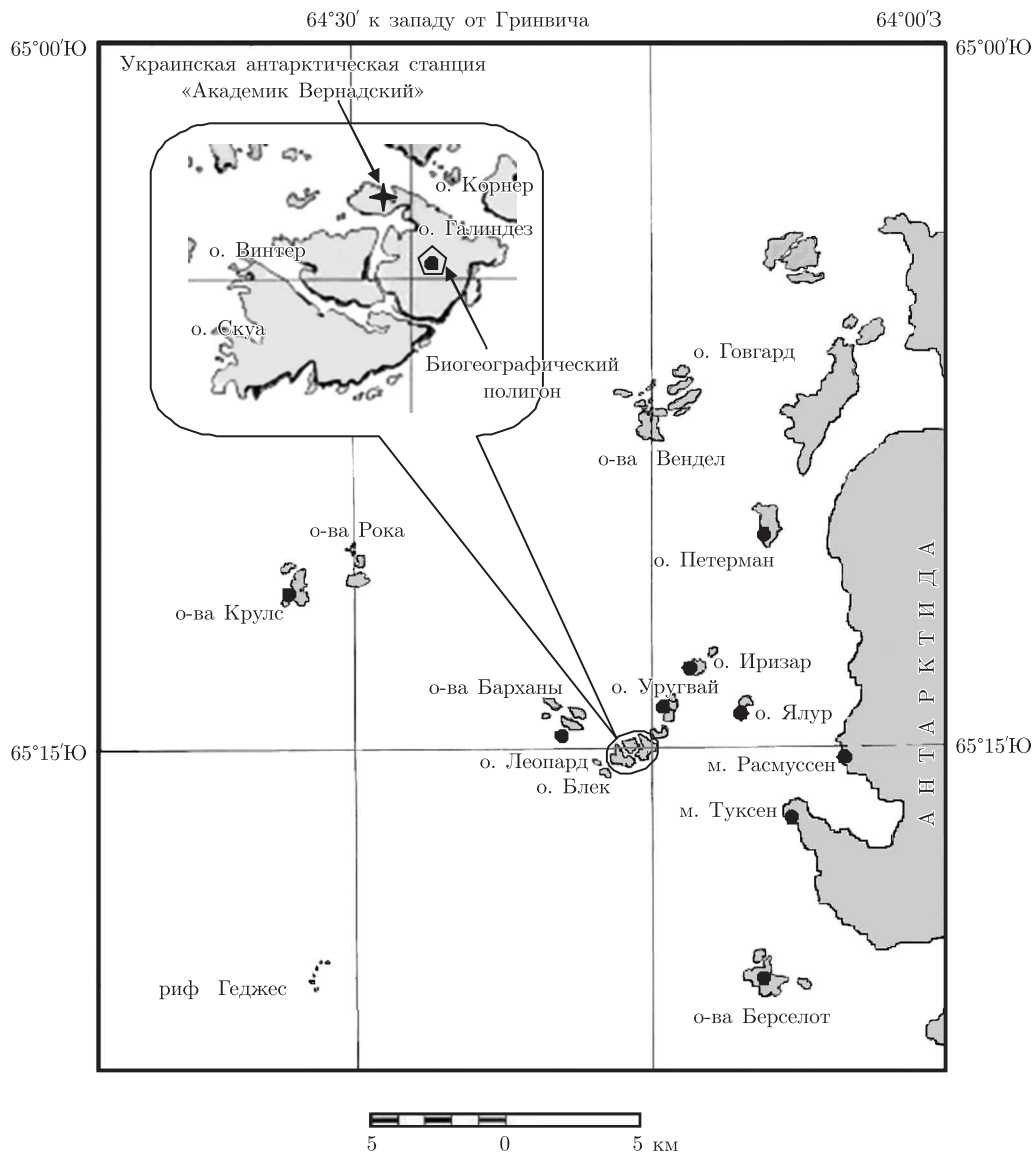 64°30′ к западу от Гринвича
64°00′З
65°00′Ю
65°00′Ю
Украинская антарктическая станция
«Академик Вернадский»
о. Корнер
о. Галиндез
о. Винтер
о. Скуа
Биогеографический
полигон
о. Говгард
о-ва Вендел
о-ва Рока
о. Петерман
о-ва Крулс
о. Иризар
о-ва Барханы
о. Уругвай
о. Ялур
65°15′Ю
65°15′Ю
о. Леопард
м. Расмуссен
о. Блек
м. Туксен
АНТАРКТИДА
риф Геджес
о-ва Берселот
5 0 5 км